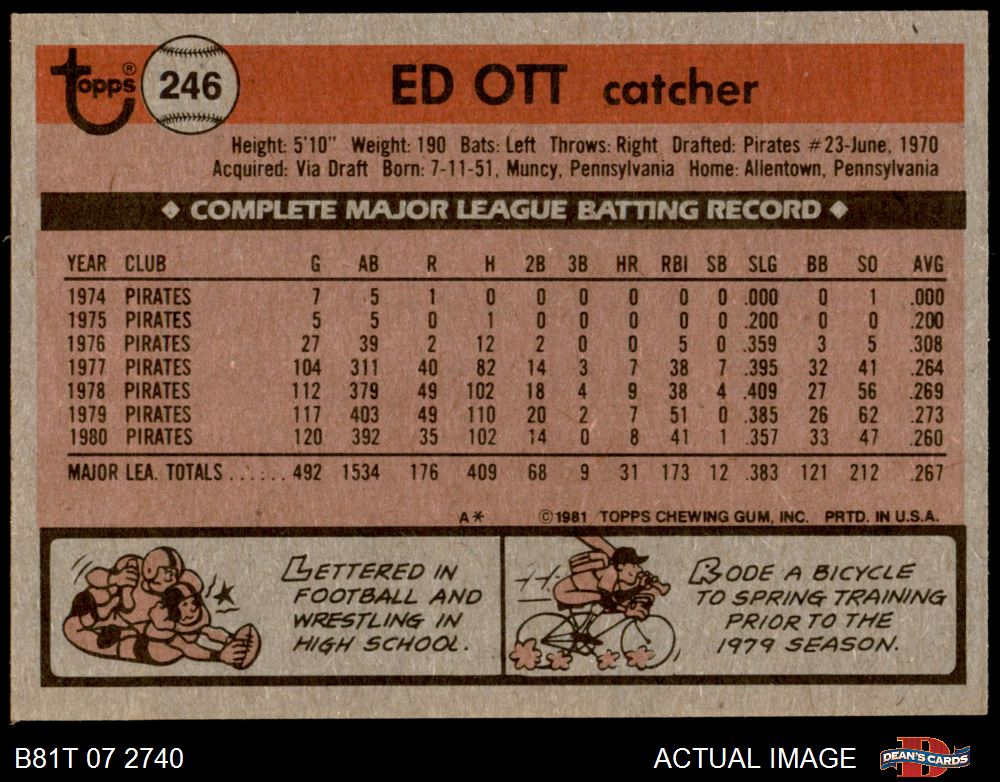 topps® 246 ED OTT catcher
Height: 5'10" Weight: 190 Bats: Left Throws: Right Drafted: Pirates #23-June, 1970
Acquired: Via Draft Born: 7-11-51, Muncy, Pennsylvania Home: Allentown, Pennsylvania
◆ COMPLETE MAJOR LEAGUE BATTING RECORD ◆
YEAR CLUB G AB R H 2B 3B HR RBI SB SLG BB SO AVG
1974 PIRATES 7 5 1 0 0 0 0 0 0 .000 0 1 .000
1975 PIRATES 5 5 0 1 0 0 0 0 0 .200 0 0 .200
1976 PIRATES 27 39 2 12 2 0 0 5 0 .359 3 5 .308
1977 PIRATES 104 311 40 82 14 3 7 38 7 .395 32 41 .264
1978 PIRATES 112 379 49 102 18 4 9 38 4 .409 27 56 .269
1979 PIRATES 117 403 49 110 20 2 7 51 0 .385 26 62 .273
1980 PIRATES 120 392 35 102 14 0 8 41 1 .357 33 47 .260
MAJOR LEA. TOTALS ...... 492 1534 176 409 68 9 31 173 12 .383 121 212 .267
A* ©1981 TOPPS CHEWING GUM, INC. PRTD. IN U.S.A.
LETTERED IN
FOOTBALL AND
WRESTLING IN
HIGH SCHOOL.
RODE A BICYCLE
TO SPRING TRAINING
PRIOR TO THE
1979 SEASON.
B81T 07 2740 ACTUAL IMAGE DEAN'S CARDS